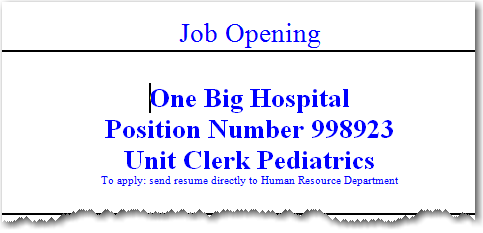 Job Opening
One Big Hospital
Position Number 998923
Unit Clerk Pediatrics
To apply: send resume directly to Human Resource Department